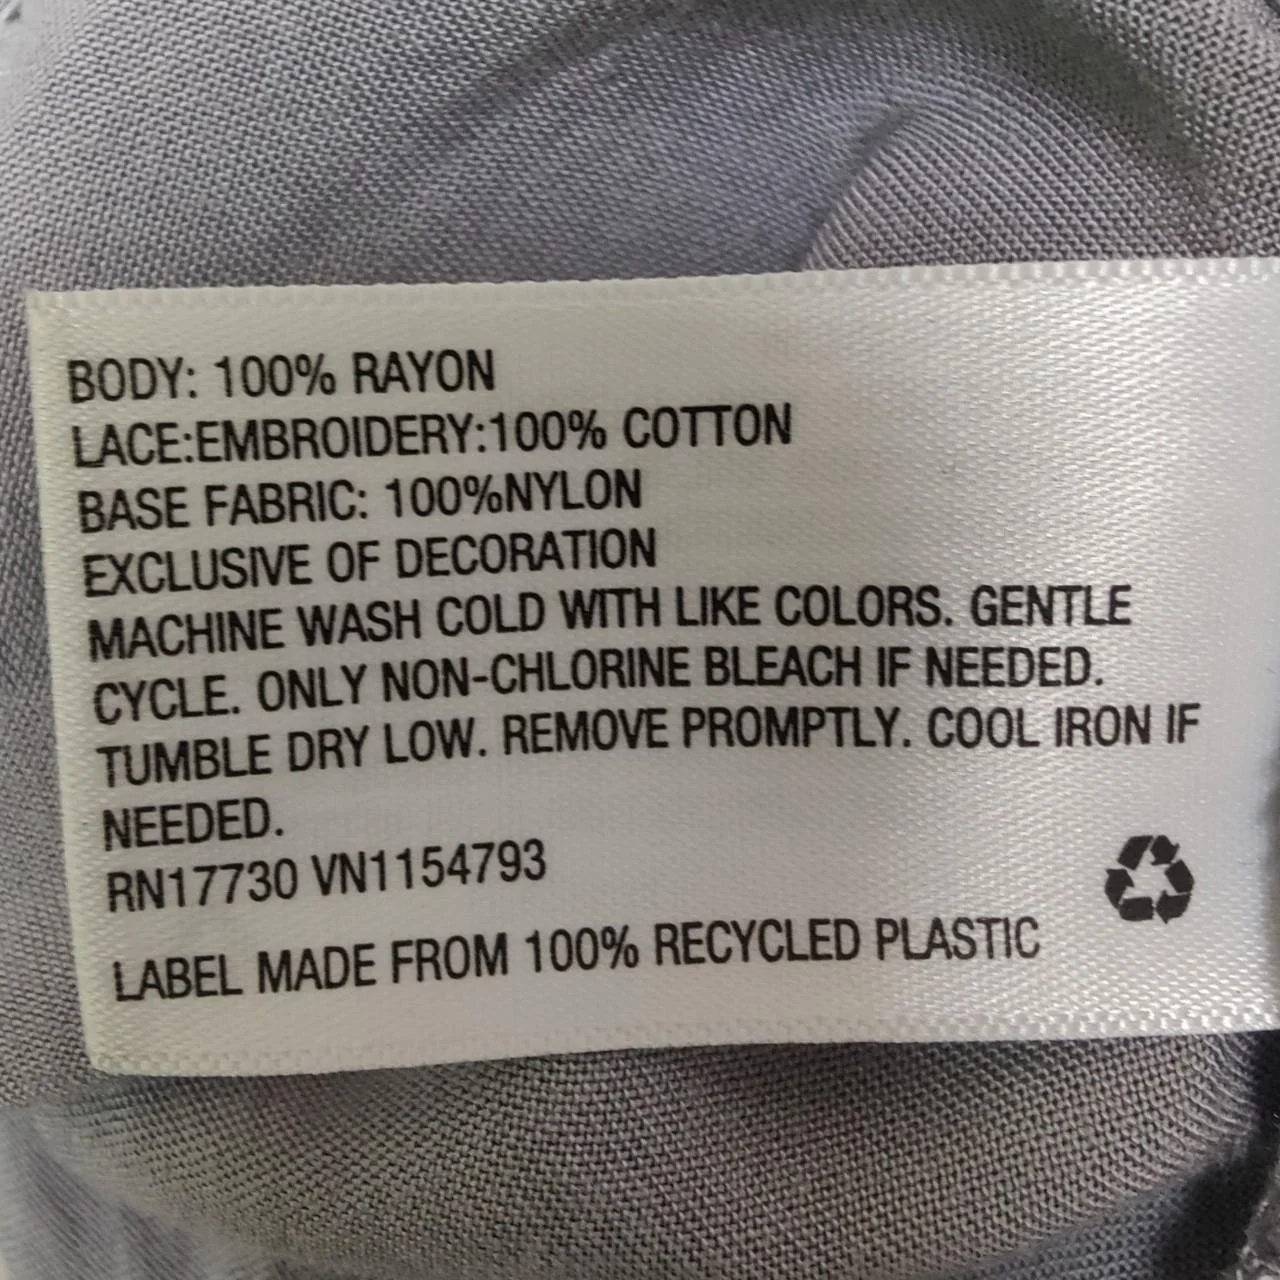 BODY: 100% RAYON
LACE:EMBROIDERY:100% COTTON
BASE FABRIC: 100%NYLON
EXCLUSIVE OF DECORATION
MACHINE WASH COLD WITH LIKE COLORS. GENTLE
CYCLE. ONLY NON-CHLORINE BLEACH IF NEEDED.
TUMBLE DRY LOW. REMOVE PROMPTLY. COOL IRON IF
NEEDED.
RN17730 VN1154793
LABEL MADE FROM 100% RECYCLED PLASTIC